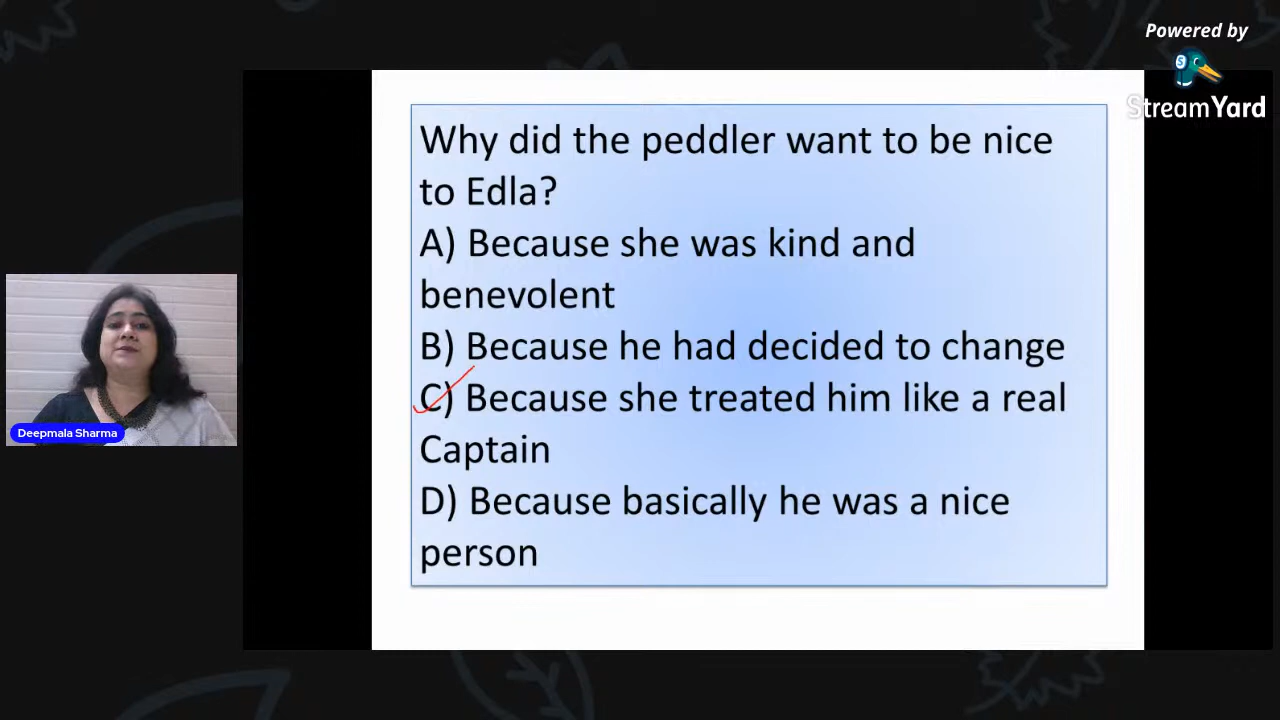 Powered by
StreamYard
Why did the peddler want to be nice
to Edla?
A) Because she was kind and
benevolent
B) Because he had decided to change
C) Because she treated him like a real
Captain
D) Because basically he was a nice
person
Deepmala Sharma